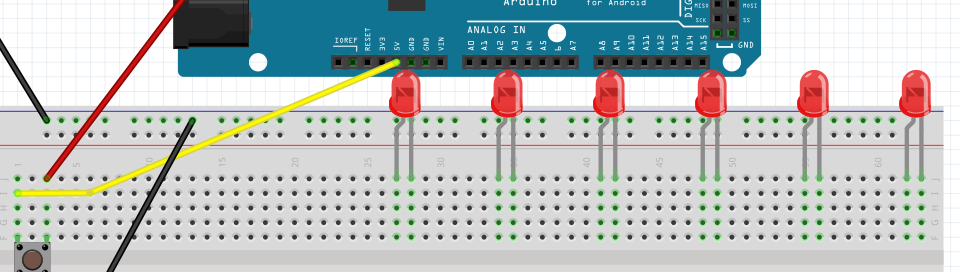 Arduino
for Android
DIG
MISO
MOSI
SCK
SS
GND
ANALOG IN
IOREF
RESET
3V3
5V
GND
GND
VIN
A0
A1
A2
A3
A4
A5
A6
A7
A8
A9
A10
A11
A12
A13
A14
A15
1
5
10
15
20
25
30
35
40
45
50
55
60
J
J
I
I
H
H
G
G
F
F